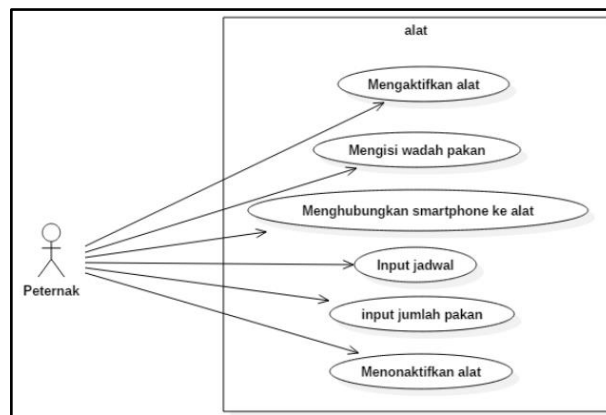 alat
Mengaktifkan alat
Mengisi wadah pakan
Menghubungkan smartphone ke alat
Input jadwal
Peternak
input jumlah pakan
Menonaktifkan alat